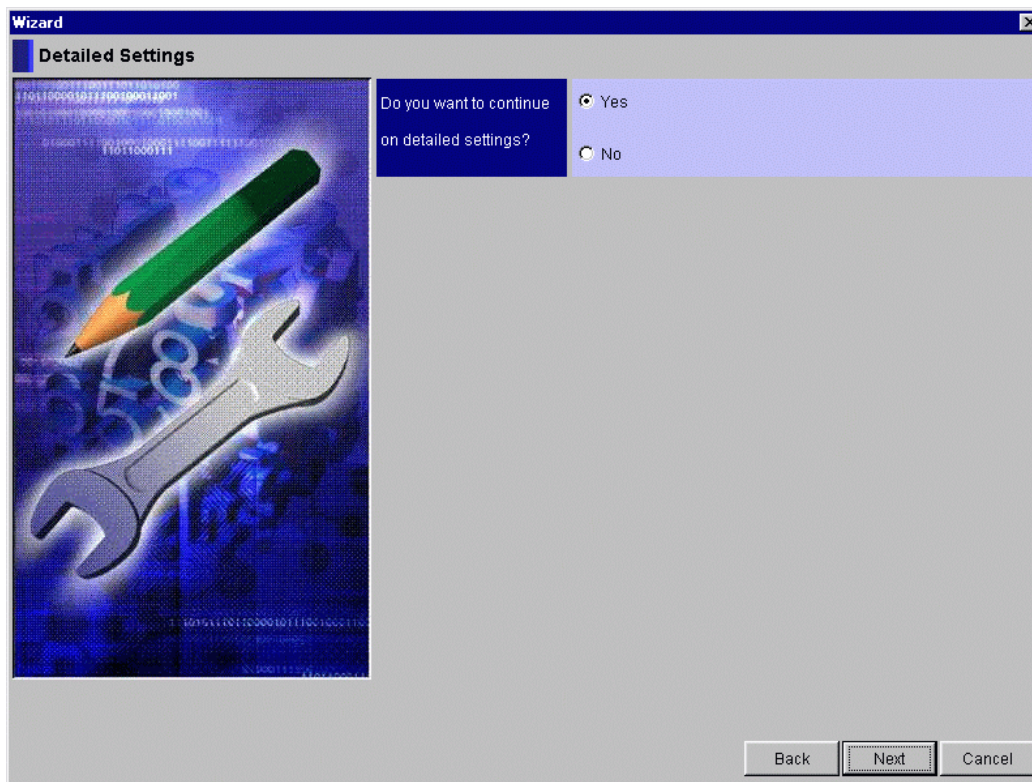 Wizard
Detailed Settings
Do you want to continue
on detailed settings?
Yes
No
Back
Next
Cancel